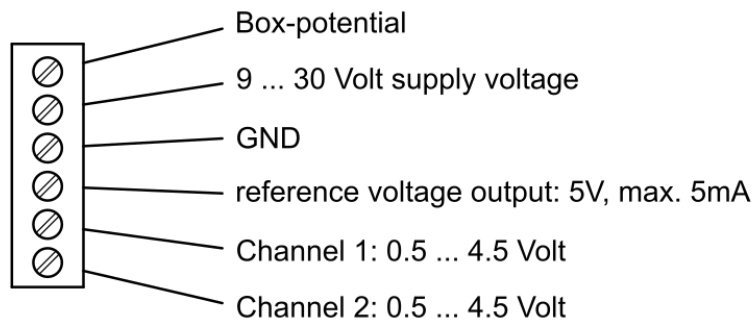 Box-potential
9 ... 30 Volt supply voltage
GND
reference voltage output: 5V, max. 5mA
Channel 1: 0.5 ... 4.5 Volt
Channel 2: 0.5 ... 4.5 Volt